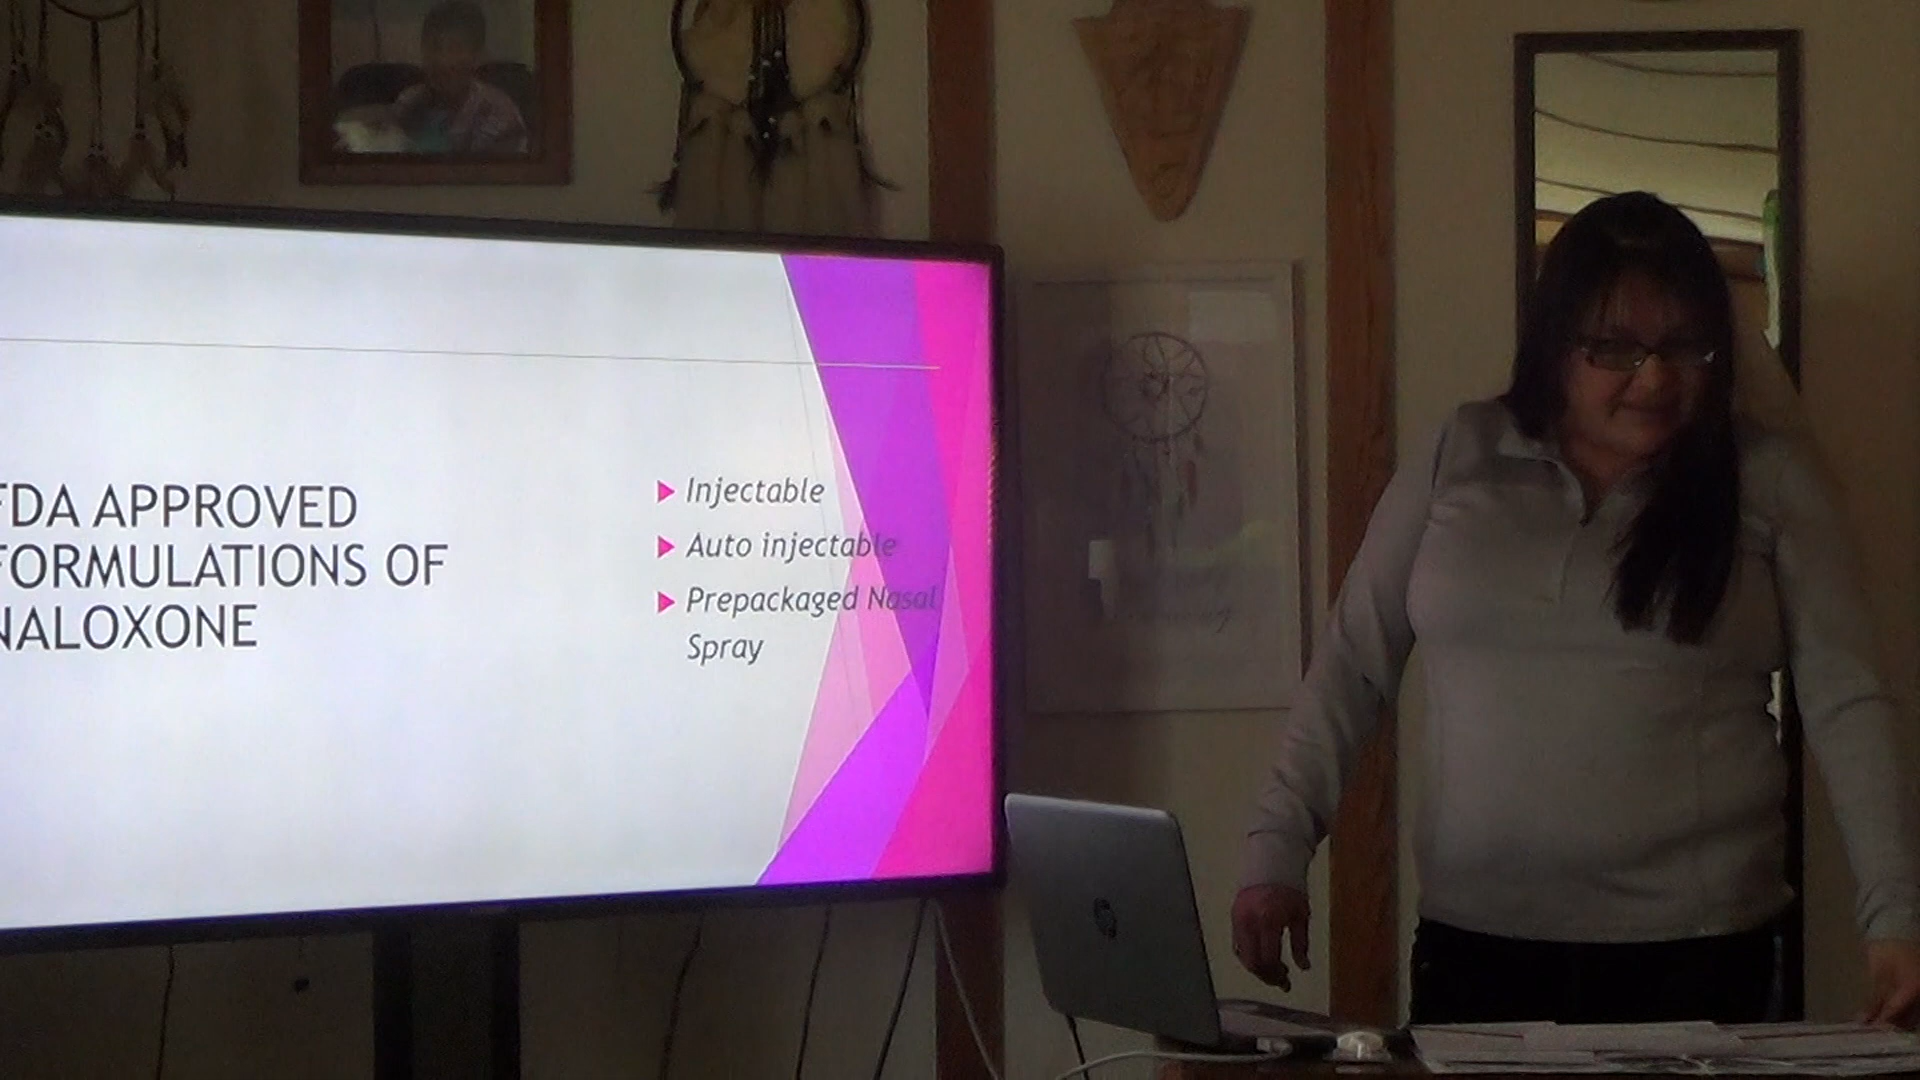 FDA APPROVED
FORMULATIONS OF
NALOXONE
Injectable
Auto injectable
Prepackaged Nasal
Spray